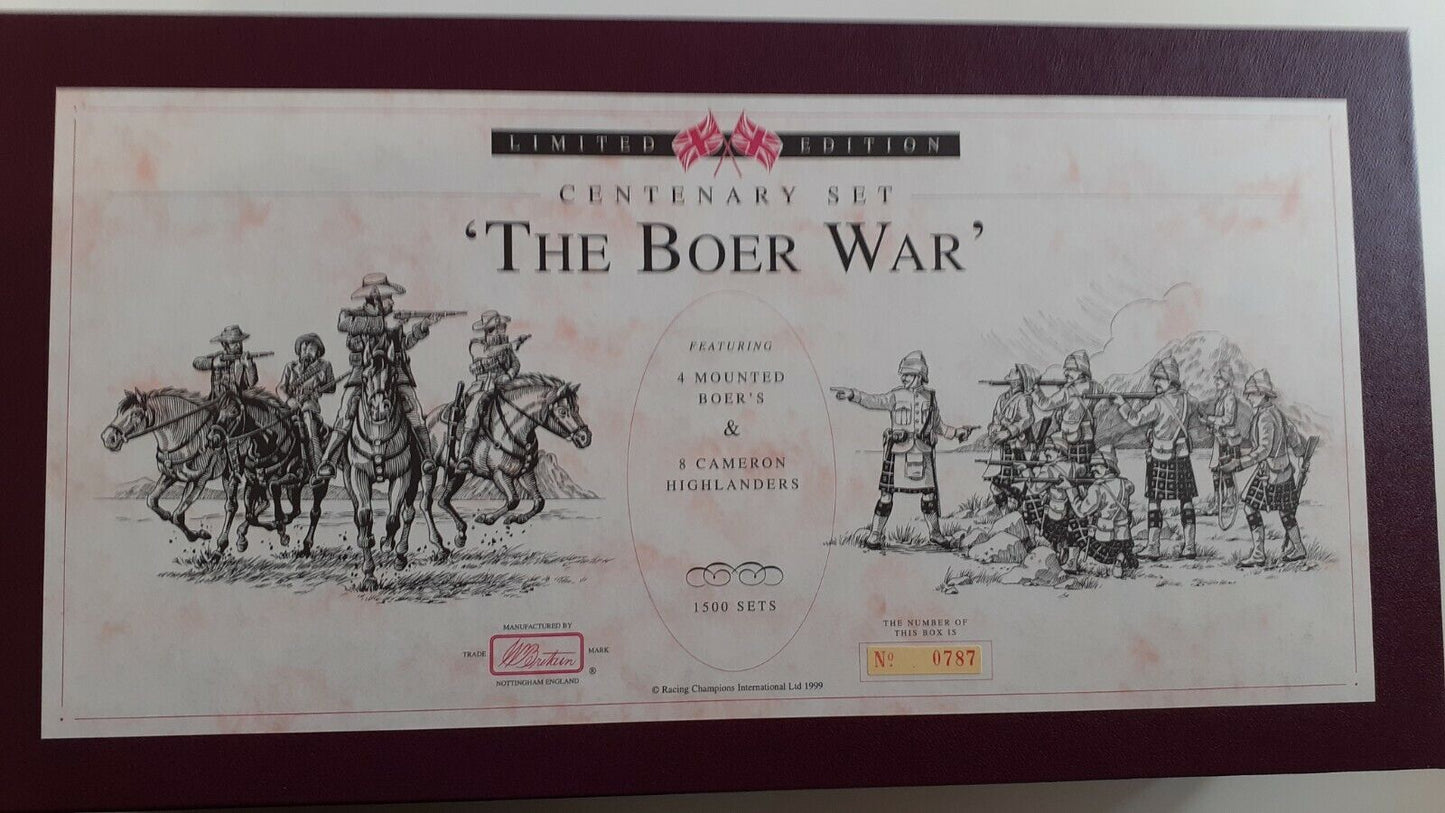 LIMITED EDITION
CENTENARY SET
‘THE BOER WAR’
FEATURING
4 MOUNTED
BOER'S
&
8 CAMERON
HIGHLANDERS
1500 SETS
MANUFACTURED BY
TRADE W Britain MARK
®
NOTTINGHAM ENGLAND
© Racing Champions International Ltd 1999
THE NUMBER OF
THIS BOX IS
Nº 0787